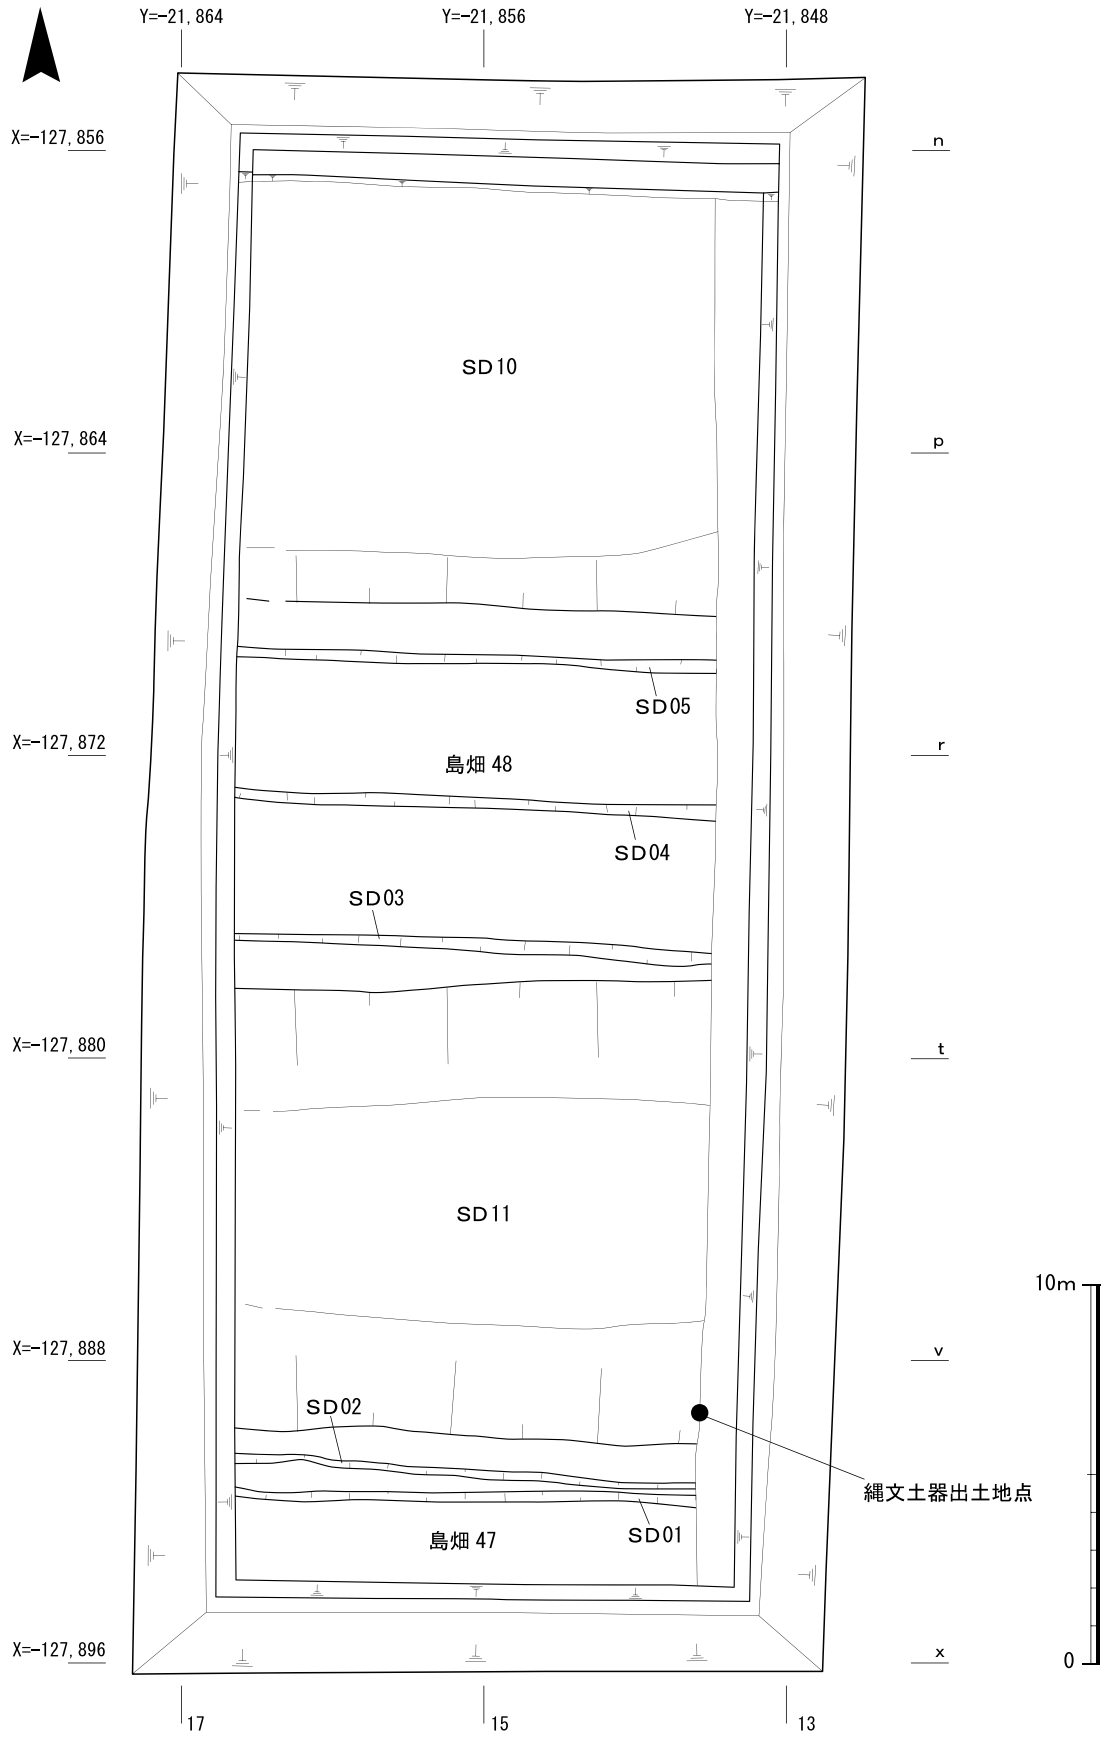 Y=-21,864
Y=-21,856
Y=-21,848
X=-127,856
n
SD10
X=-127,864
p
SD05
X=-127,872
r
島畑 48
SD04
SD03
X=-127,880
t
SD11
10m
X=-127,888
v
SD02
縄文土器出土地点
SD01
島畑 47
X=-127,896
x
0
17
15
13